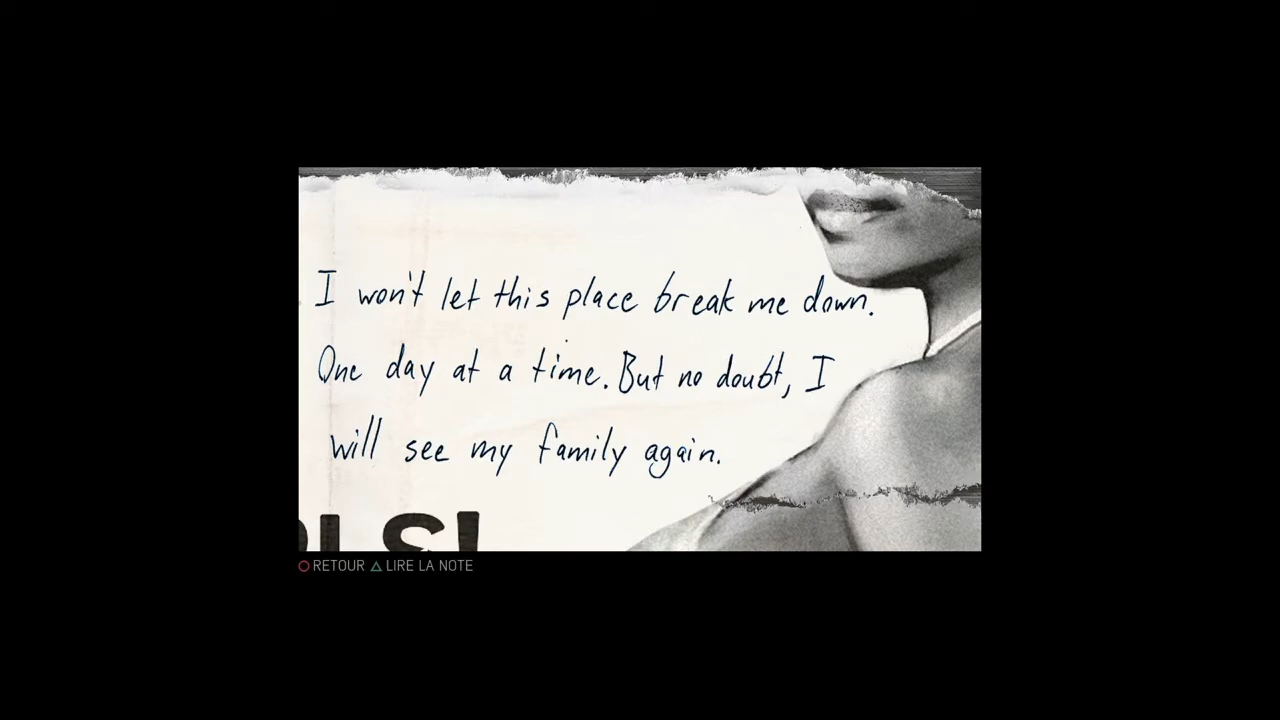 I won't let this place break me down.
One day at a time. But no doubt, I
will see my family again.
LS!
RETOUR LIRE LA NOTE